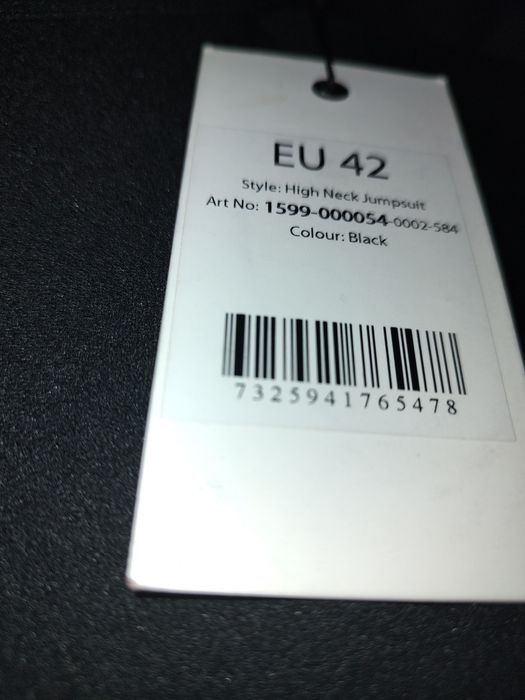 EU 42
Style: High Neck Jumpsuit
Art No: 1599-000054-0002-584
Colour: Black
7325941765478